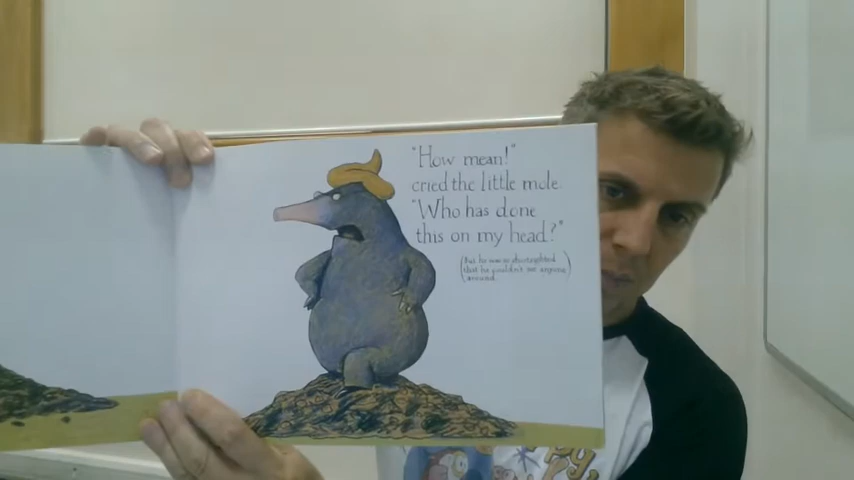 "How mean!"
cried the little mole.
"Who has done
this on my head?"
(But he was so shortsighted
that he couldn't see anyone
around.)